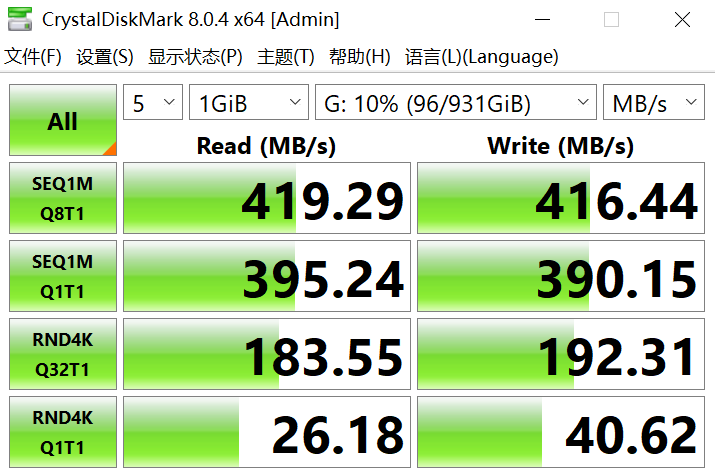 CrystalDiskMark 8.0.4 x64 [Admin]
文件(F) 设置(S) 显示状态(P) 主题(T) 帮助(H) 语言(L)(Language)
All 5 1GiB G: 10% (96/931GiB) MB/s
Read (MB/s) Write (MB/s)
SEQ1M
Q8T1 419.29 416.44
SEQ1M
Q1T1 395.24 390.15
RND4K
Q32T1 183.55 192.31
RND4K
Q1T1 26.18 40.62